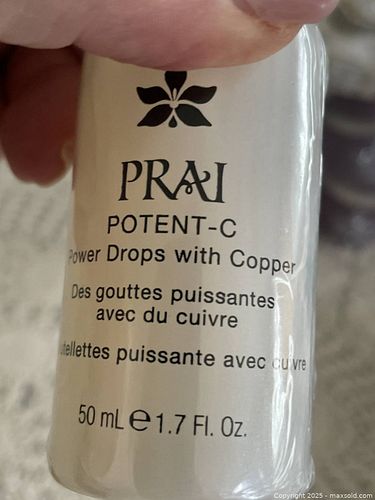 PRAI
POTENT-C
Power Drops with Copper
Des gouttes puissantes
avec du cuivre
puissante avec cuivre
50 mL e 1.7 Fl. Oz.
Copyright 2025 - maxsold.com